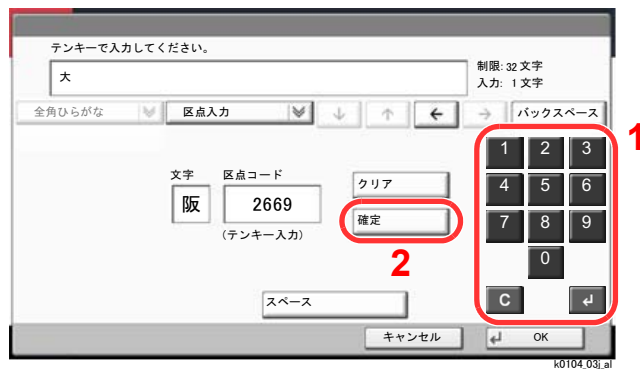 テンキーで入力してください。
大
制限: 32 文字
入力: 1 文字
全角ひらがな 区点入力 ↓ ↑ ← → バックスペース
1
1 2 3
文字 区点コード クリア
4 5 6
阪 2669 確定
7 8 9
(テンキー入力)
2
0
スペース
C ↵
キャンセル ↵ OK
k0104_03j_al